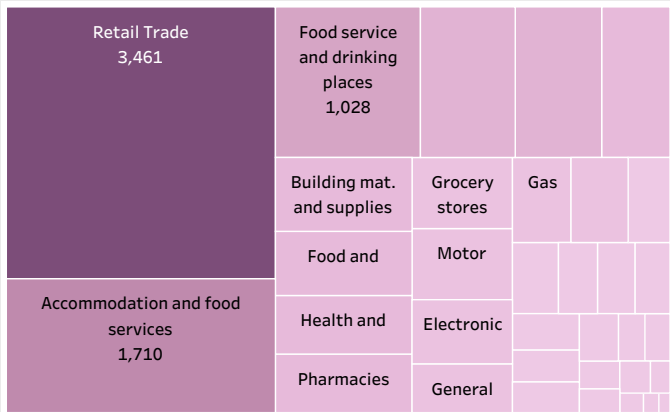 Retail Trade
3,461
Accommodation and food
services
1,710
Food service
and drinking
places
1,028
Building mat.
and supplies
Food and
Health and
Pharmacies
Grocery
stores
Motor
Electronic
General
Gas